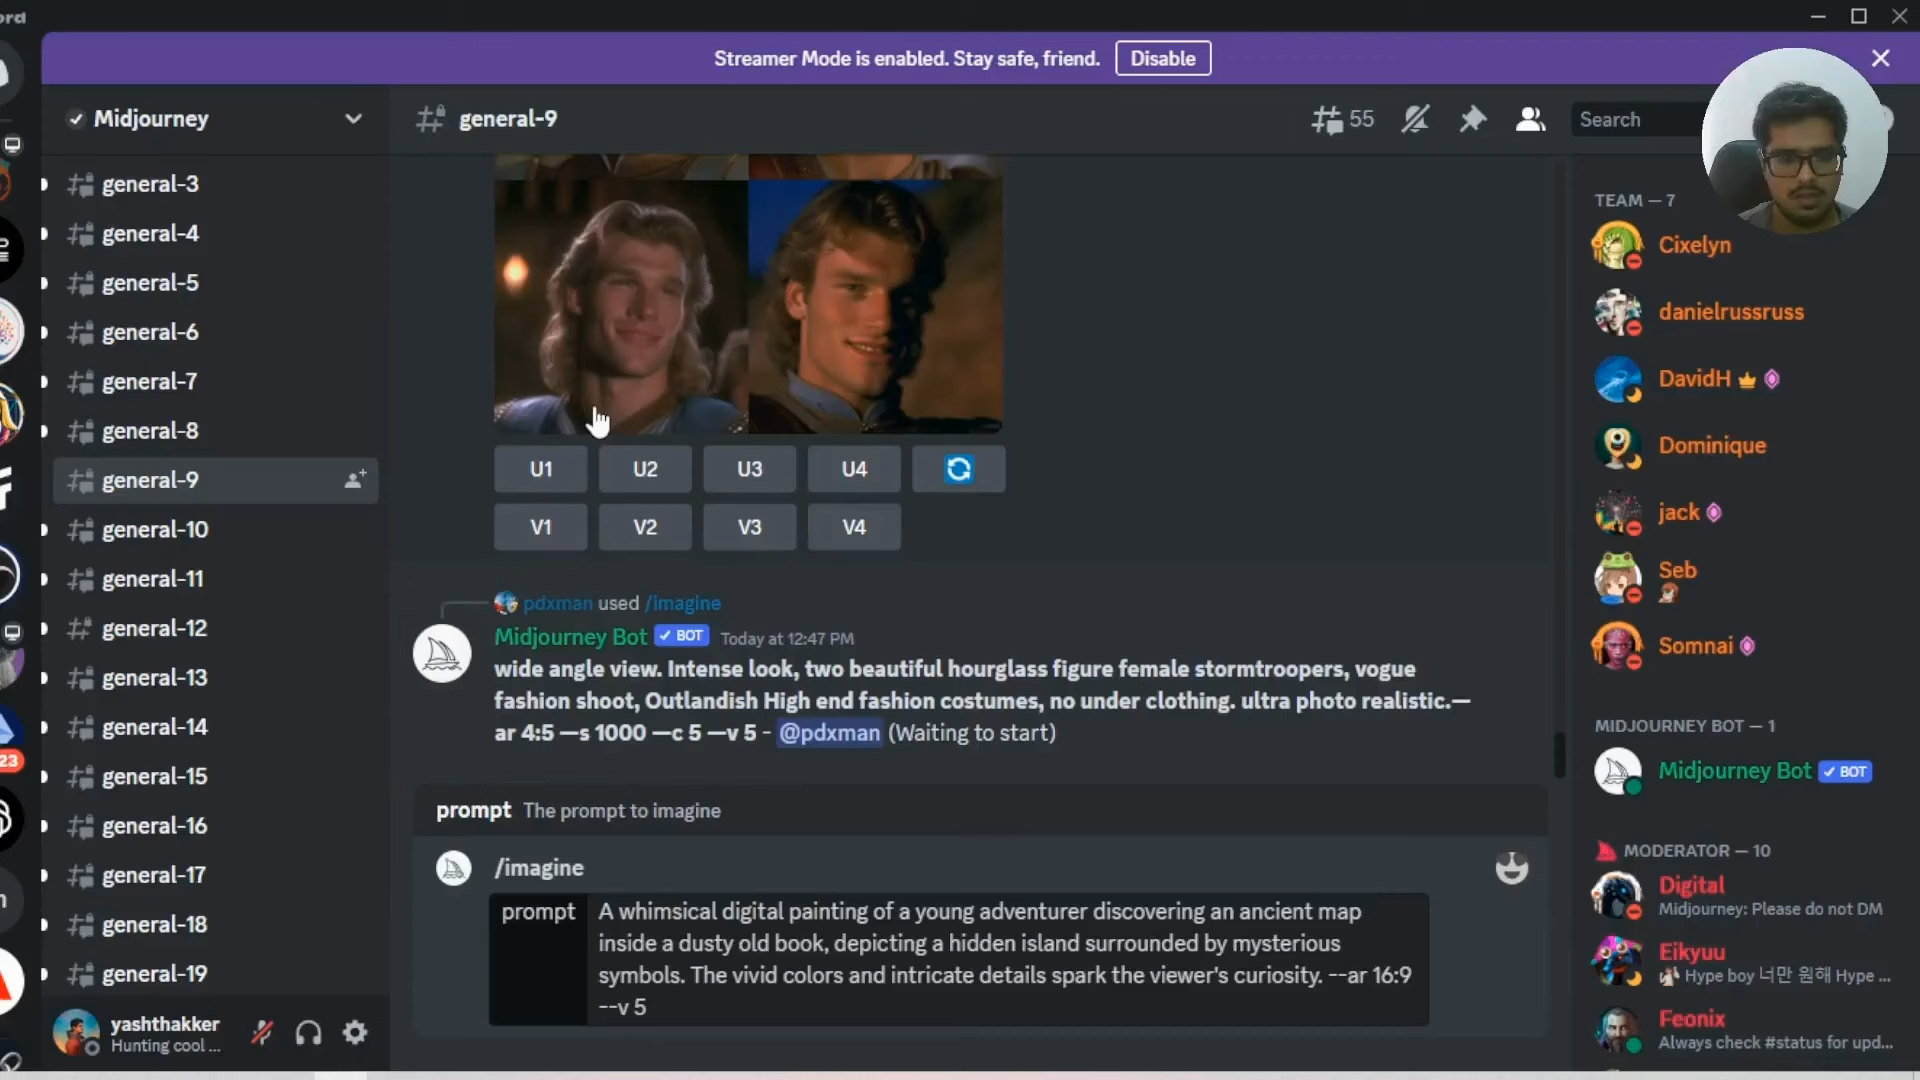 ord
Streamer Mode is enabled. Stay safe, friend.
Disable
Midjourney
general-3
general-4
general-5
general-6
general-7
general-8
general-9
general-10
general-11
general-12
general-13
general-14
general-15
general-16
general-17
general-18
general-19
23
yashthakker
Hunting cool ...
general-9
55
Search
U1 U2 U3 U4
V1 V2 V3 V4
pdxman used /imagine
Midjourney Bot ✓ BOT Today at 12:47 PM
wide angle view. Intense look, two beautiful hourglass figure female stormtroopers, vogue
fashion shoot, Outlandish High end fashion costumes, no under clothing. ultra photo realistic.—
ar 4:5 —s 1000 —c 5 —v 5 - @pdxman (Waiting to start)
prompt The prompt to imagine
/imagine
prompt A whimsical digital painting of a young adventurer discovering an ancient map
inside a dusty old book, depicting a hidden island surrounded by mysterious
symbols. The vivid colors and intricate details spark the viewer's curiosity. --ar 16:9
--v 5
TEAM — 7
Cixelyn
danielrussruss
DavidH
Dominique
jack
Seb
Somnai
MIDJOURNEY BOT — 1
Midjourney Bot ✓ BOT
MODERATOR — 10
Digital
Midjourney: Please do not DM
Eikyuu
Hype boy 너만 원해 Hype ...
Feonix
Always check #status for upd...